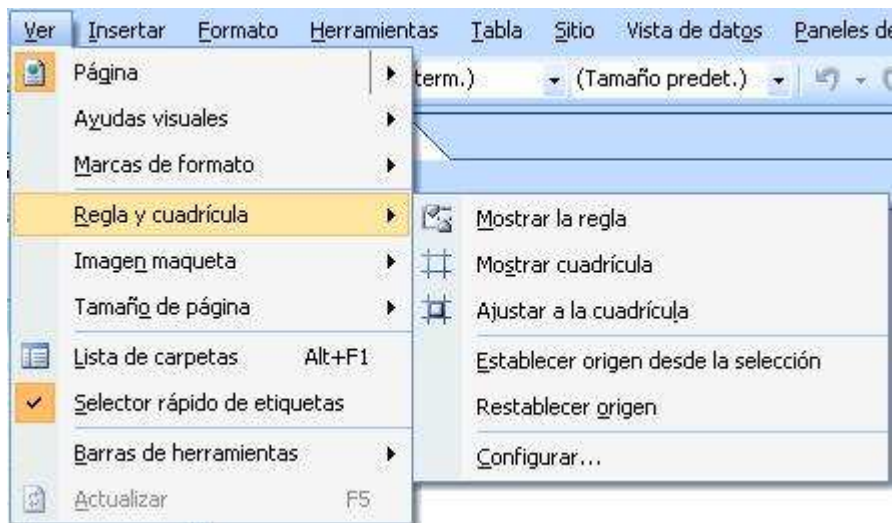 Ver Insertar Formato Herramientas Tabla Sitio Vista de datos Paneles de
term.) (Tamaño predet.)
Página
Ayudas visuales
Marcas de formato
Regla y cuadrícula
Imagen maqueta
Tamaño de página
Lista de carpetas Alt+F1
Selector rápido de etiquetas
Barras de herramientas
Actualizar F5
Mostrar la regla
Mostrar cuadrícula
Ajustar a la cuadrícula
Establecer origen desde la selección
Restablecer origen
Configurar...